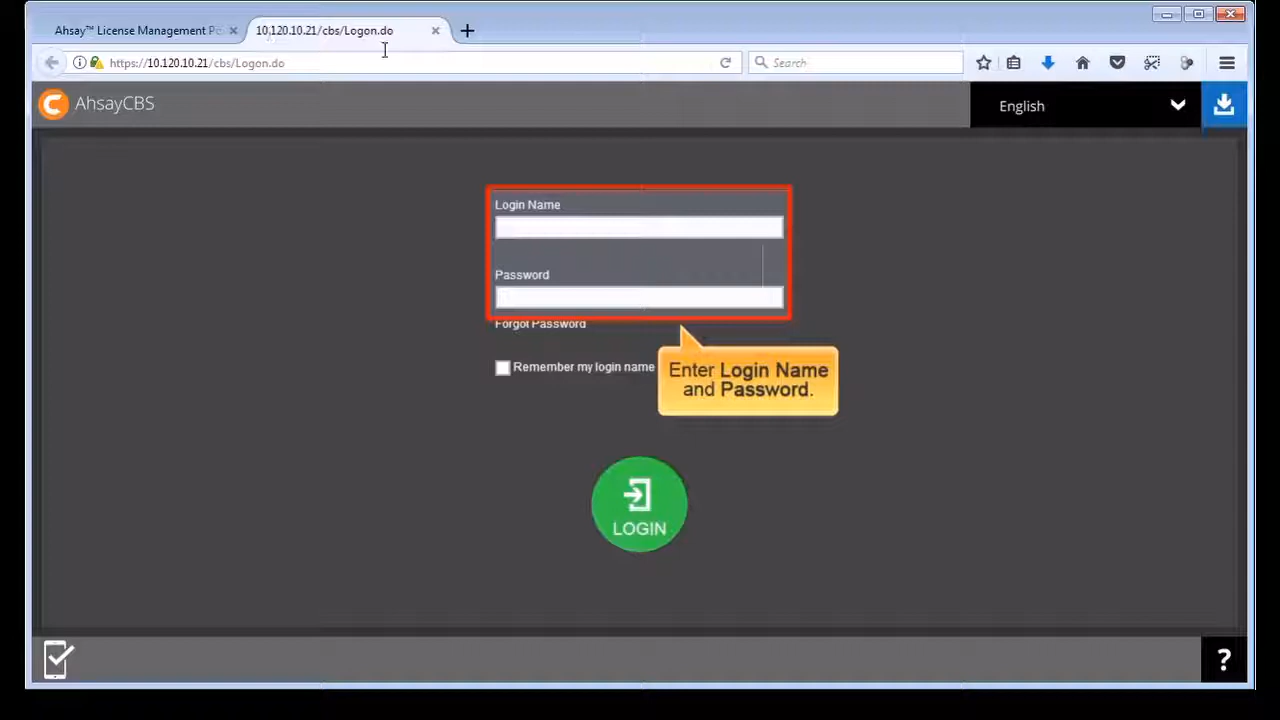 Ahsay™ License Management Po
10.120.10.21/cbs/Logon.do
https://10.120.10.21/cbs/Logon.do
Search
AhsayCBS
English
Login Name
Password
Forgot Password
Remember my login name
Enter Login Name
and Password.
LOGIN
?